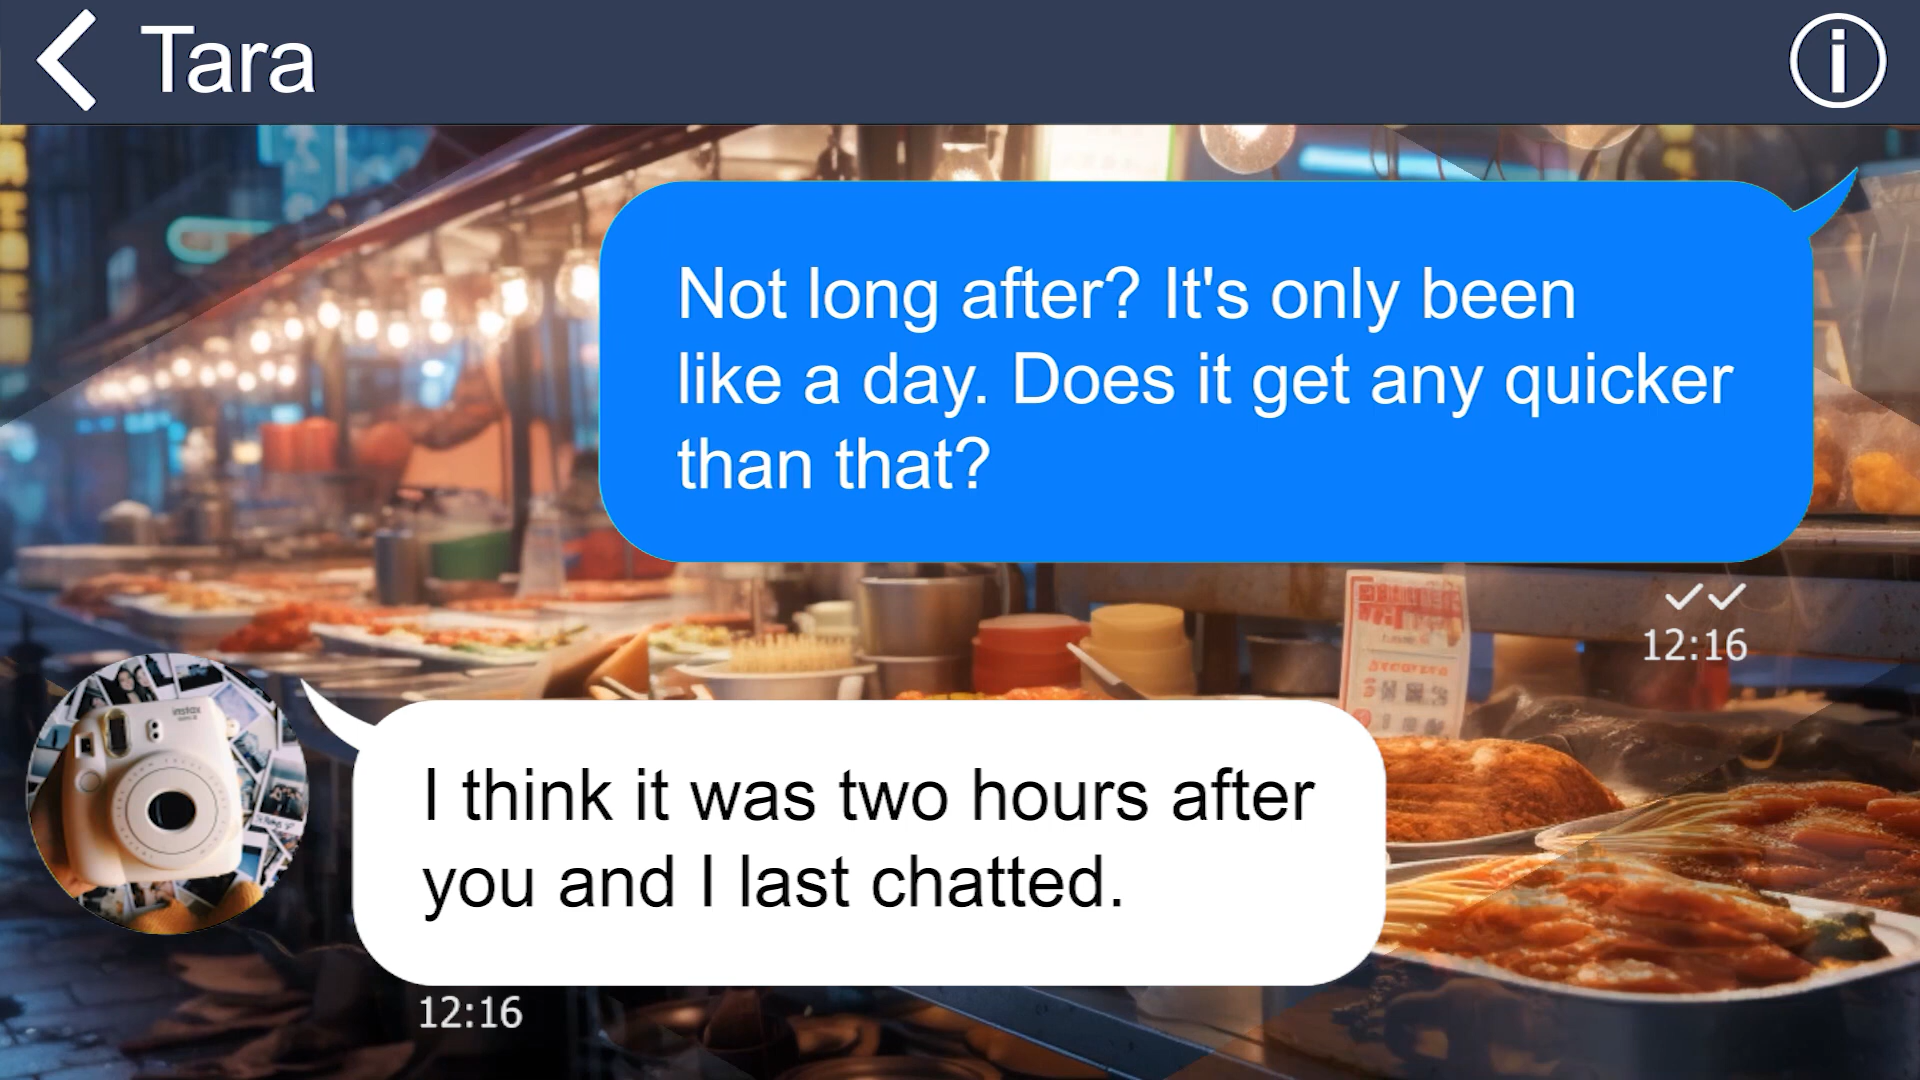 Tara
Not long after? It's only been
like a day. Does it get any quicker
than that?
12:16
instax
I think it was two hours after
you and I last chatted.
12:16